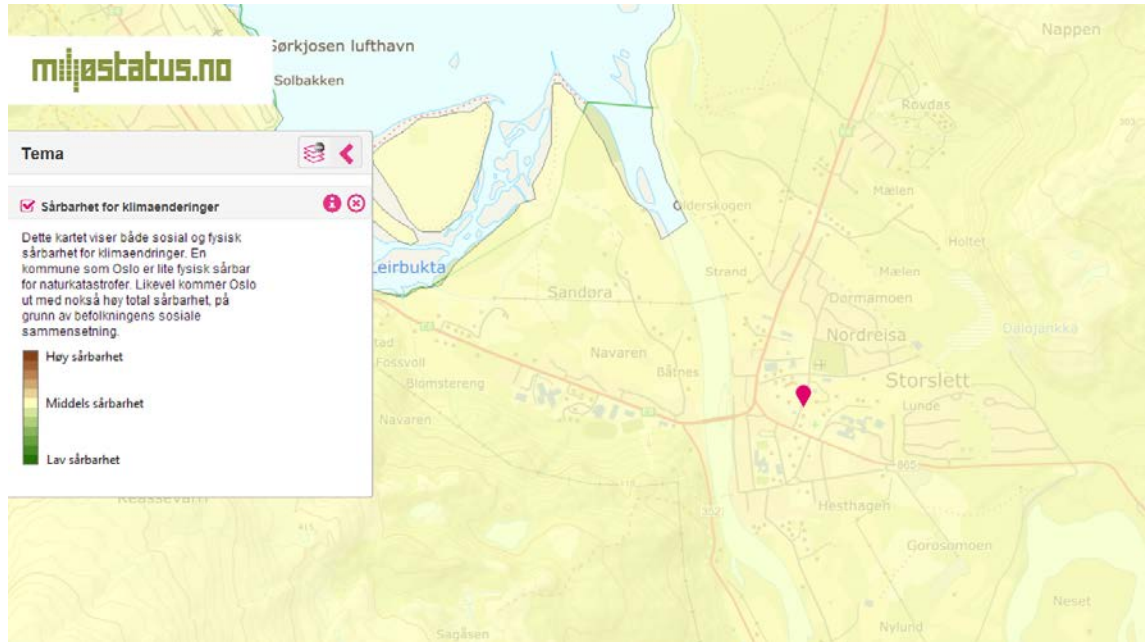 miljøstatus.no
Tema
Sårbarhet for klimaenderinger
Dette kartet viser både sosial og fysisk
sårbarhet for klimaendringer. En
kommune som Oslo er lite fysisk sårbar
for naturkatastrofer. Likevel kommer Oslo
ut med nokså høy total sårbarhet, på
grunn av befolkningens sosiale
sammensetning.
Høy sårbarhet
Middels sårbarhet
Lav sårbarhet
Sørkjosen lufthavn
Solbakken
Nappen
Rovdas
Mælen
Olderskogen
Holtet
Leirbukta
Strand
Mælen
Sandøra
Dørmamoen
Dalojankka
Nordreisa
Navaren
Fossvoll
Båtnes
Storslett
Blomstereng
Lunde
Navaren
865
Hesthagen
Gorosomoen
Neset
Nylund
Sagåsen